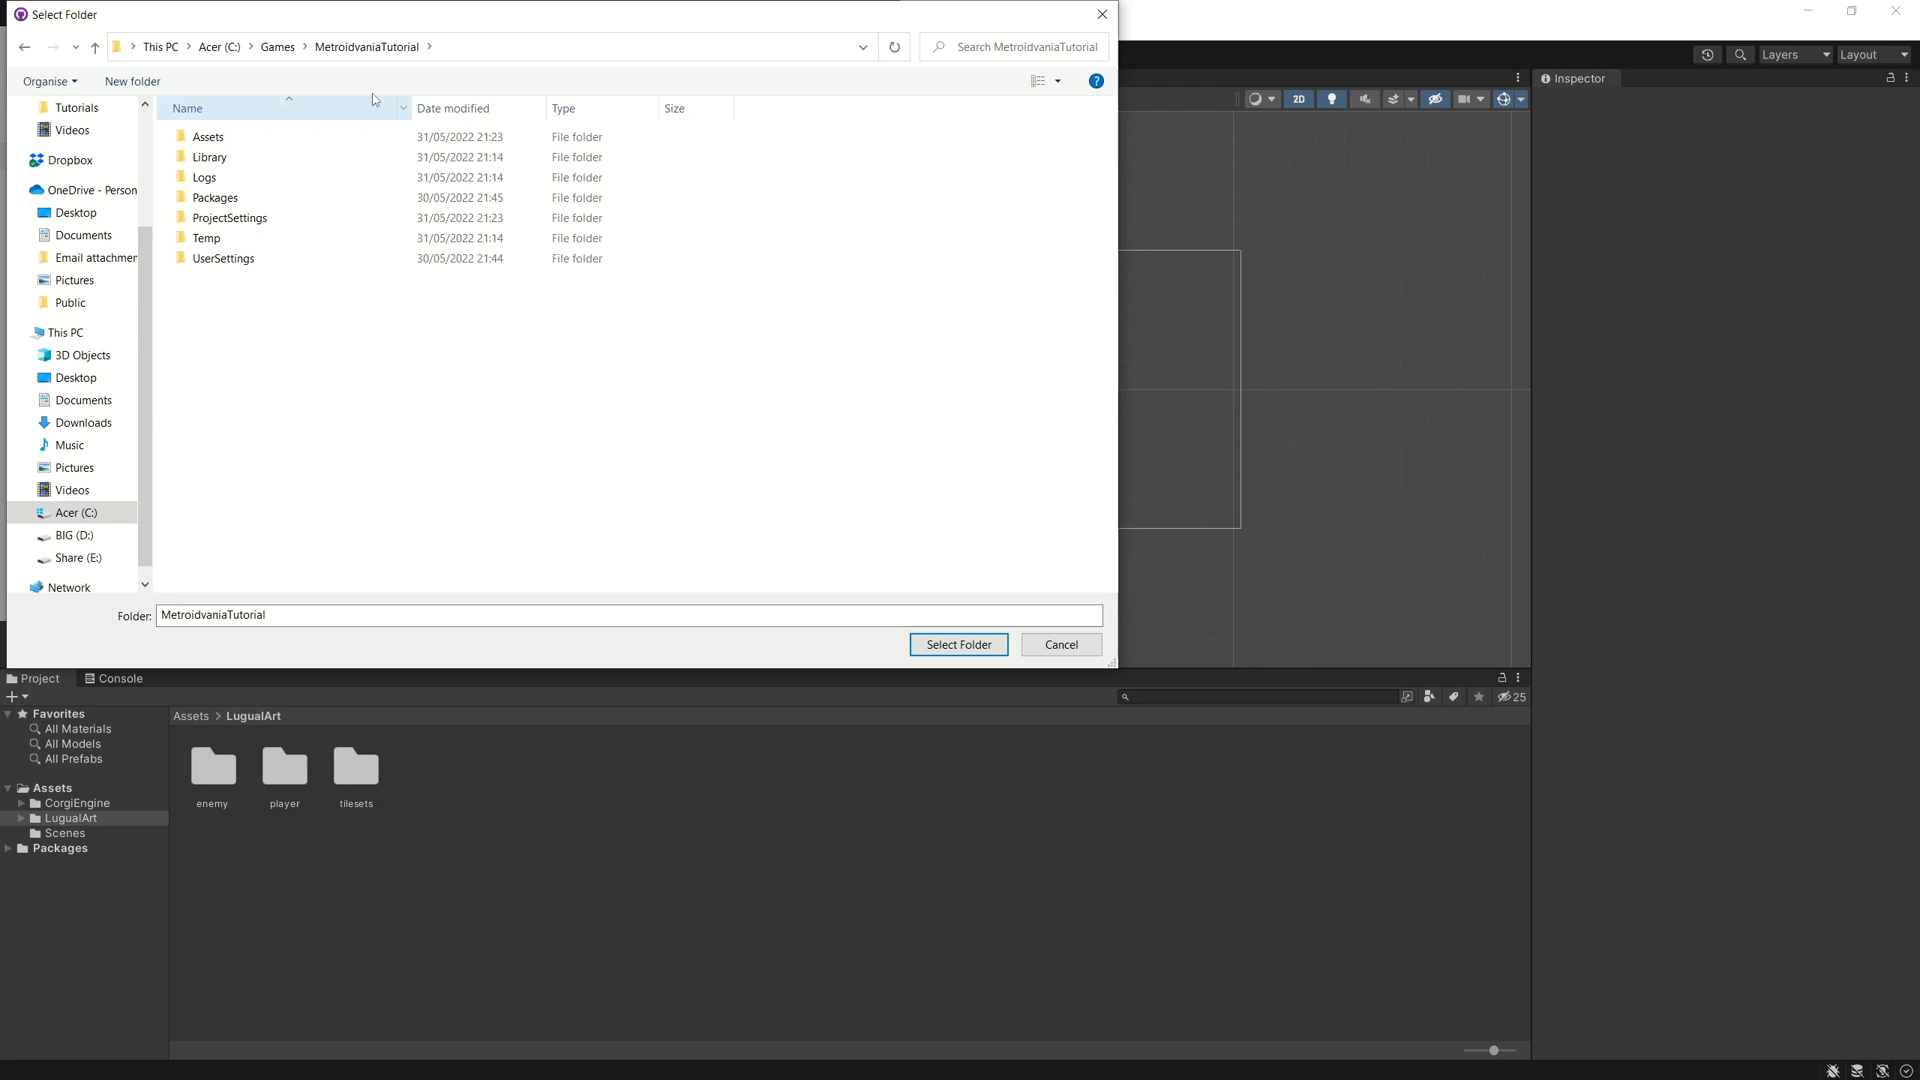 Select Folder
This PC > Acer (C:) > Games > MetroidvaniaTutorial >
Search MetroidvaniaTutorial
Organise
New folder
Layers
Layout
Inspector
2D
Tutorials
Videos
Dropbox
OneDrive - Person
Desktop
Documents
Email attachmen
Pictures
Public
This PC
3D Objects
Desktop
Documents
Downloads
Music
Pictures
Videos
Acer (C:)
BIG (D:)
Share (E:)
Network
Name Date modified Type Size
Assets 31/05/2022 21:23 File folder
Library 31/05/2022 21:14 File folder
Logs 31/05/2022 21:14 File folder
Packages 30/05/2022 21:45 File folder
ProjectSettings 31/05/2022 21:23 File folder
Temp 31/05/2022 21:14 File folder
UserSettings 30/05/2022 21:44 File folder
Folder: MetroidvaniaTutorial
Select Folder
Cancel
Project
Console
25
Favorites
All Materials
All Models
All Prefabs
Assets
CorgiEngine
LugualArt
Scenes
Packages
Assets > LugualArt
enemy
player
tilesets